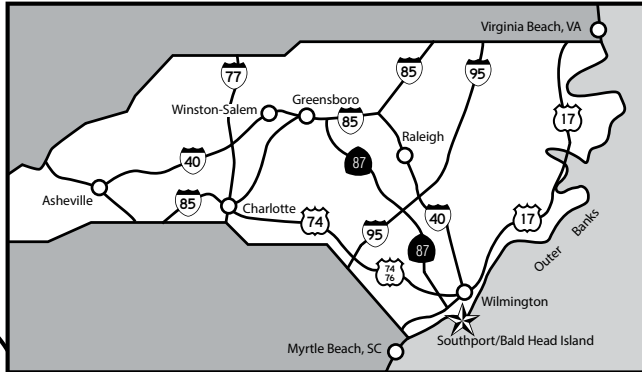 Virginia Beach, VA
77
85
95
Winston-Salem
Greensboro
85
17
40
87
Raleigh
Asheville
85
Charlotte
74
95
87
40
17
Outer Banks
74
76
Wilmington
Southport/Bald Head Island
Myrtle Beach, SC